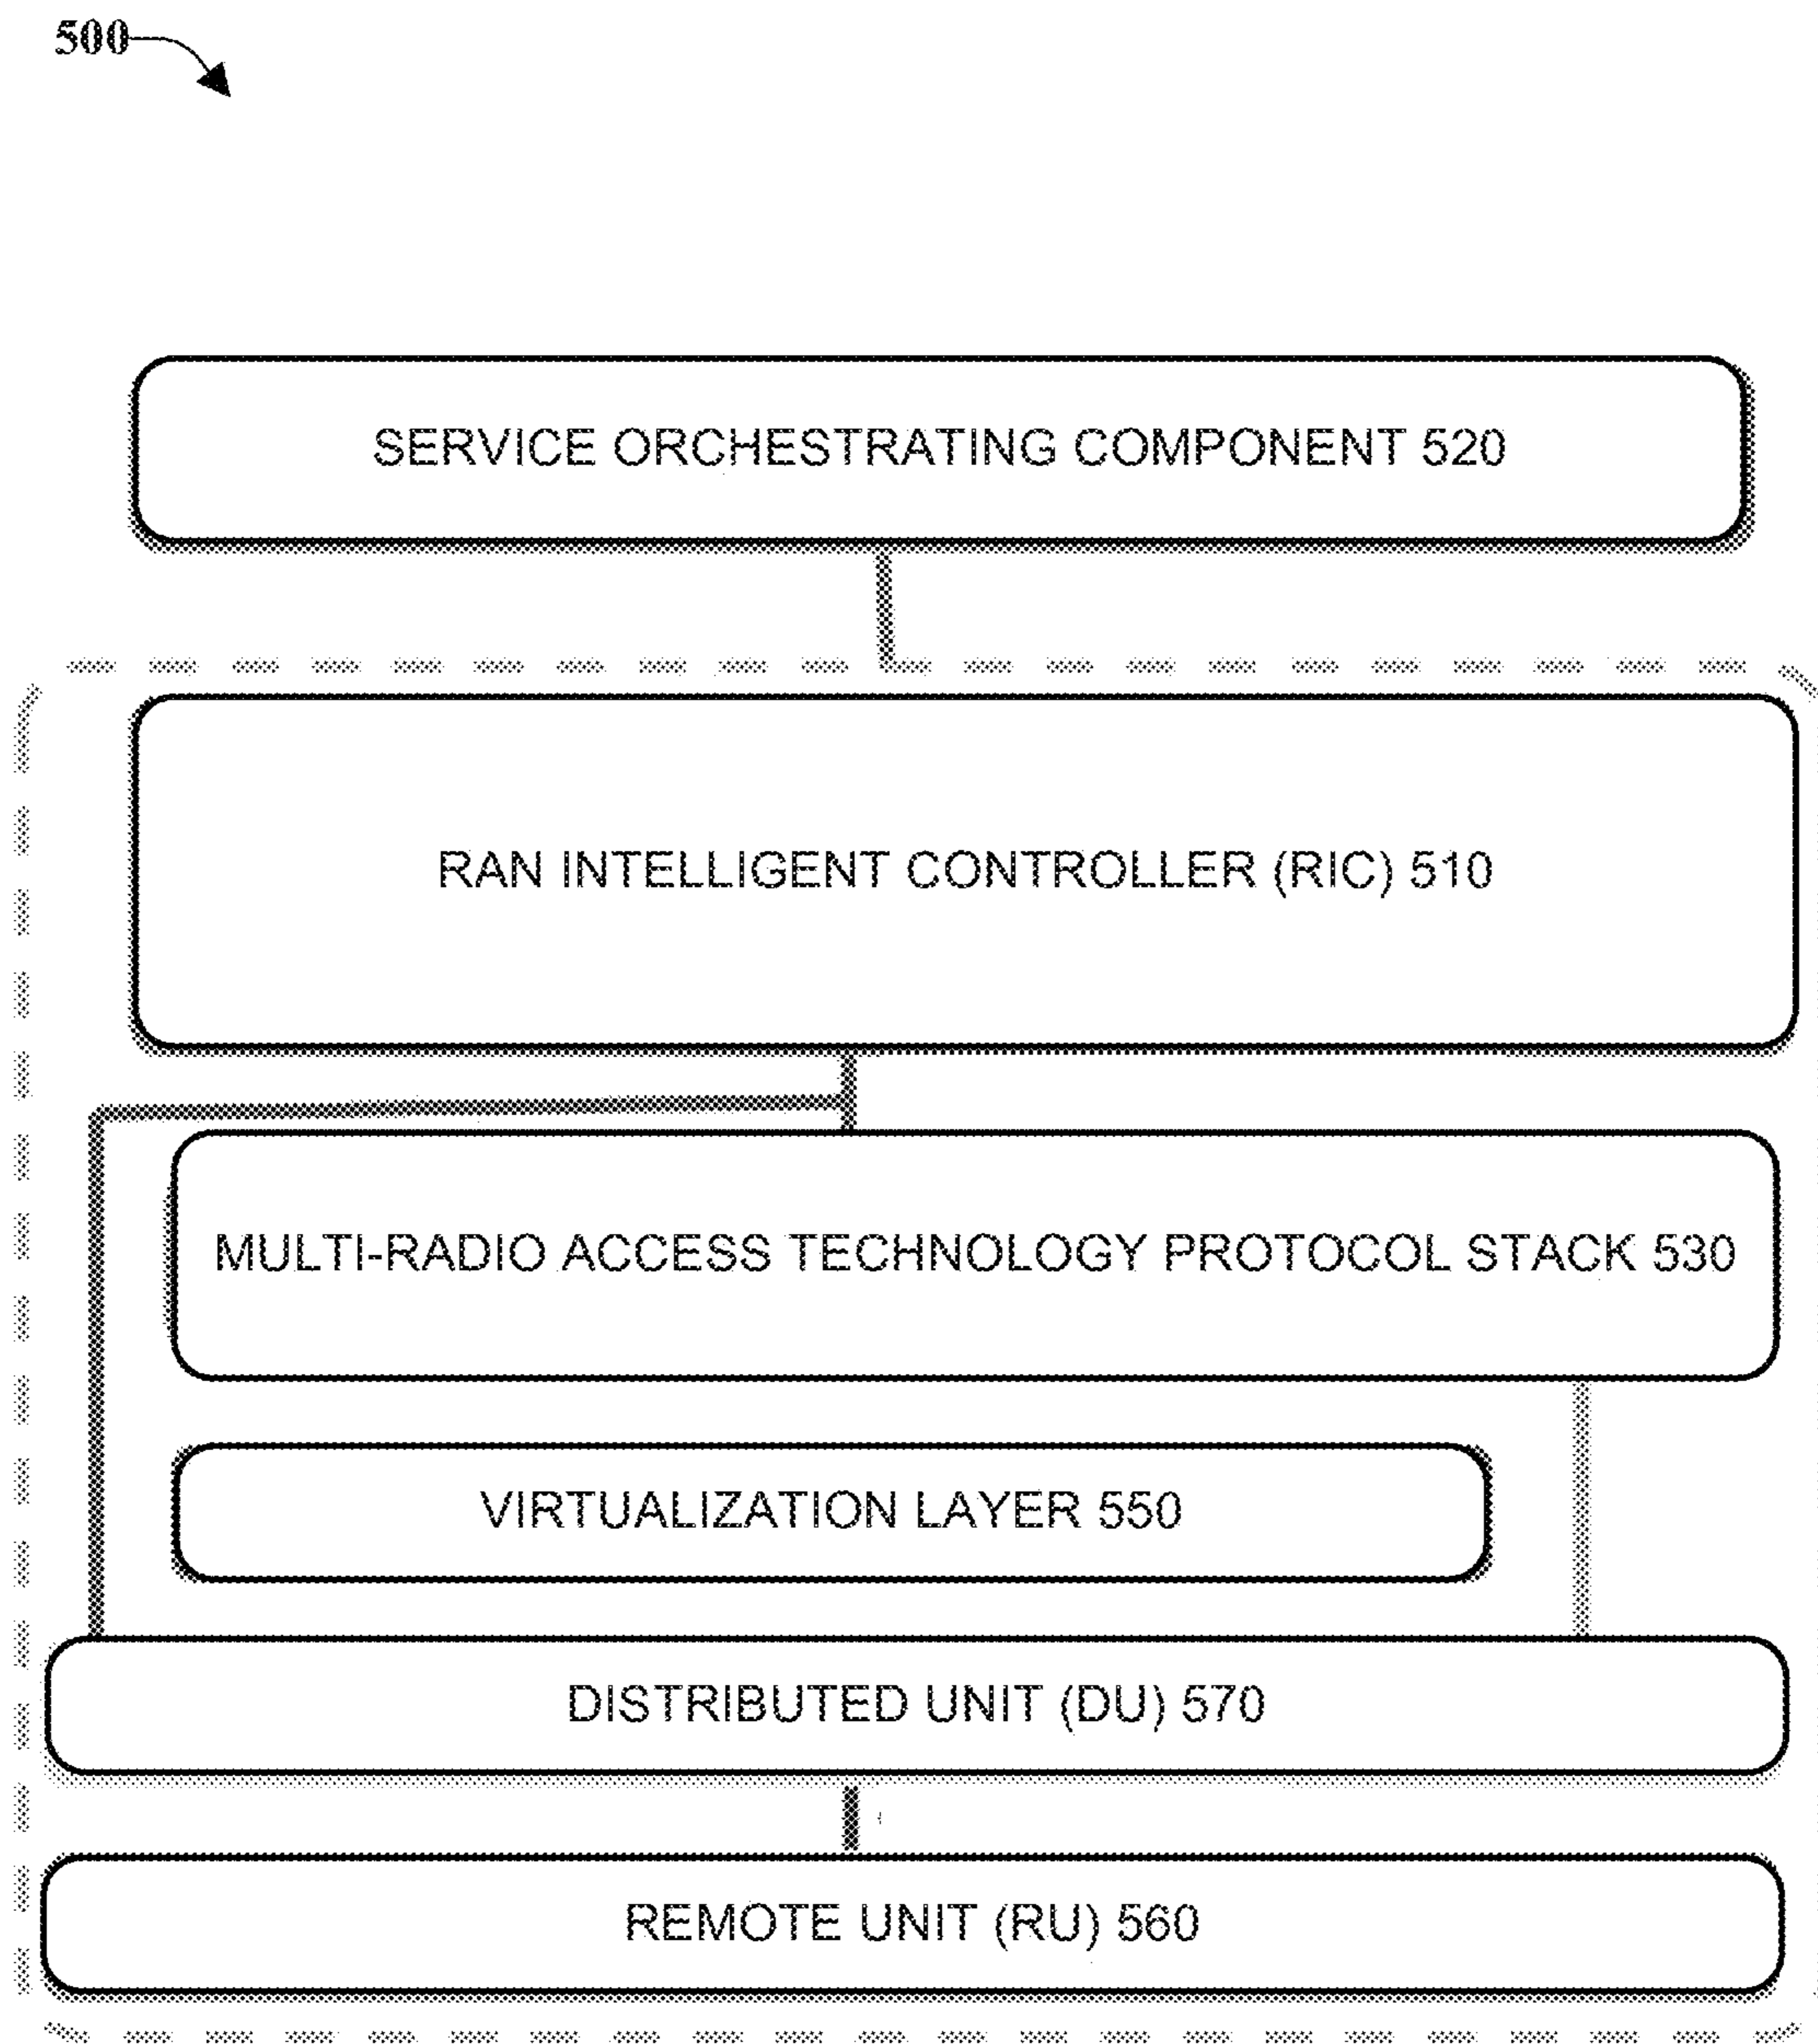 500
SERVICE ORCHESTRATING COMPONENT 520
RAN INTELLIGENT CONTROLLER (RIC) 510
MULTI-RADIO ACCESS TECHNOLOGY PROTOCOL STACK 530
VIRTUALIZATION LAYER 550
DISTRIBUTED UNIT (DU) 570
REMOTE UNIT (RU) 560